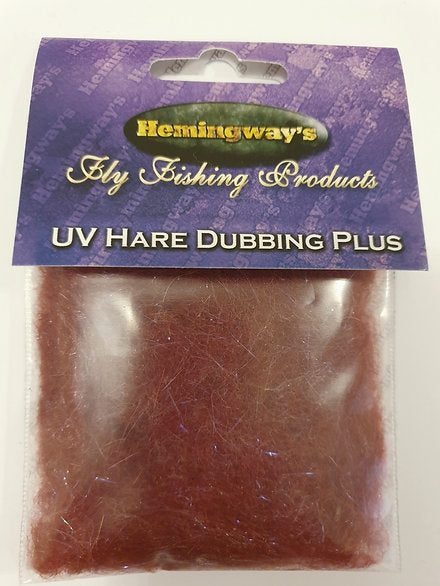 Hemingway's
Fly Fishing Products
UV HARE DUBBING PLUS